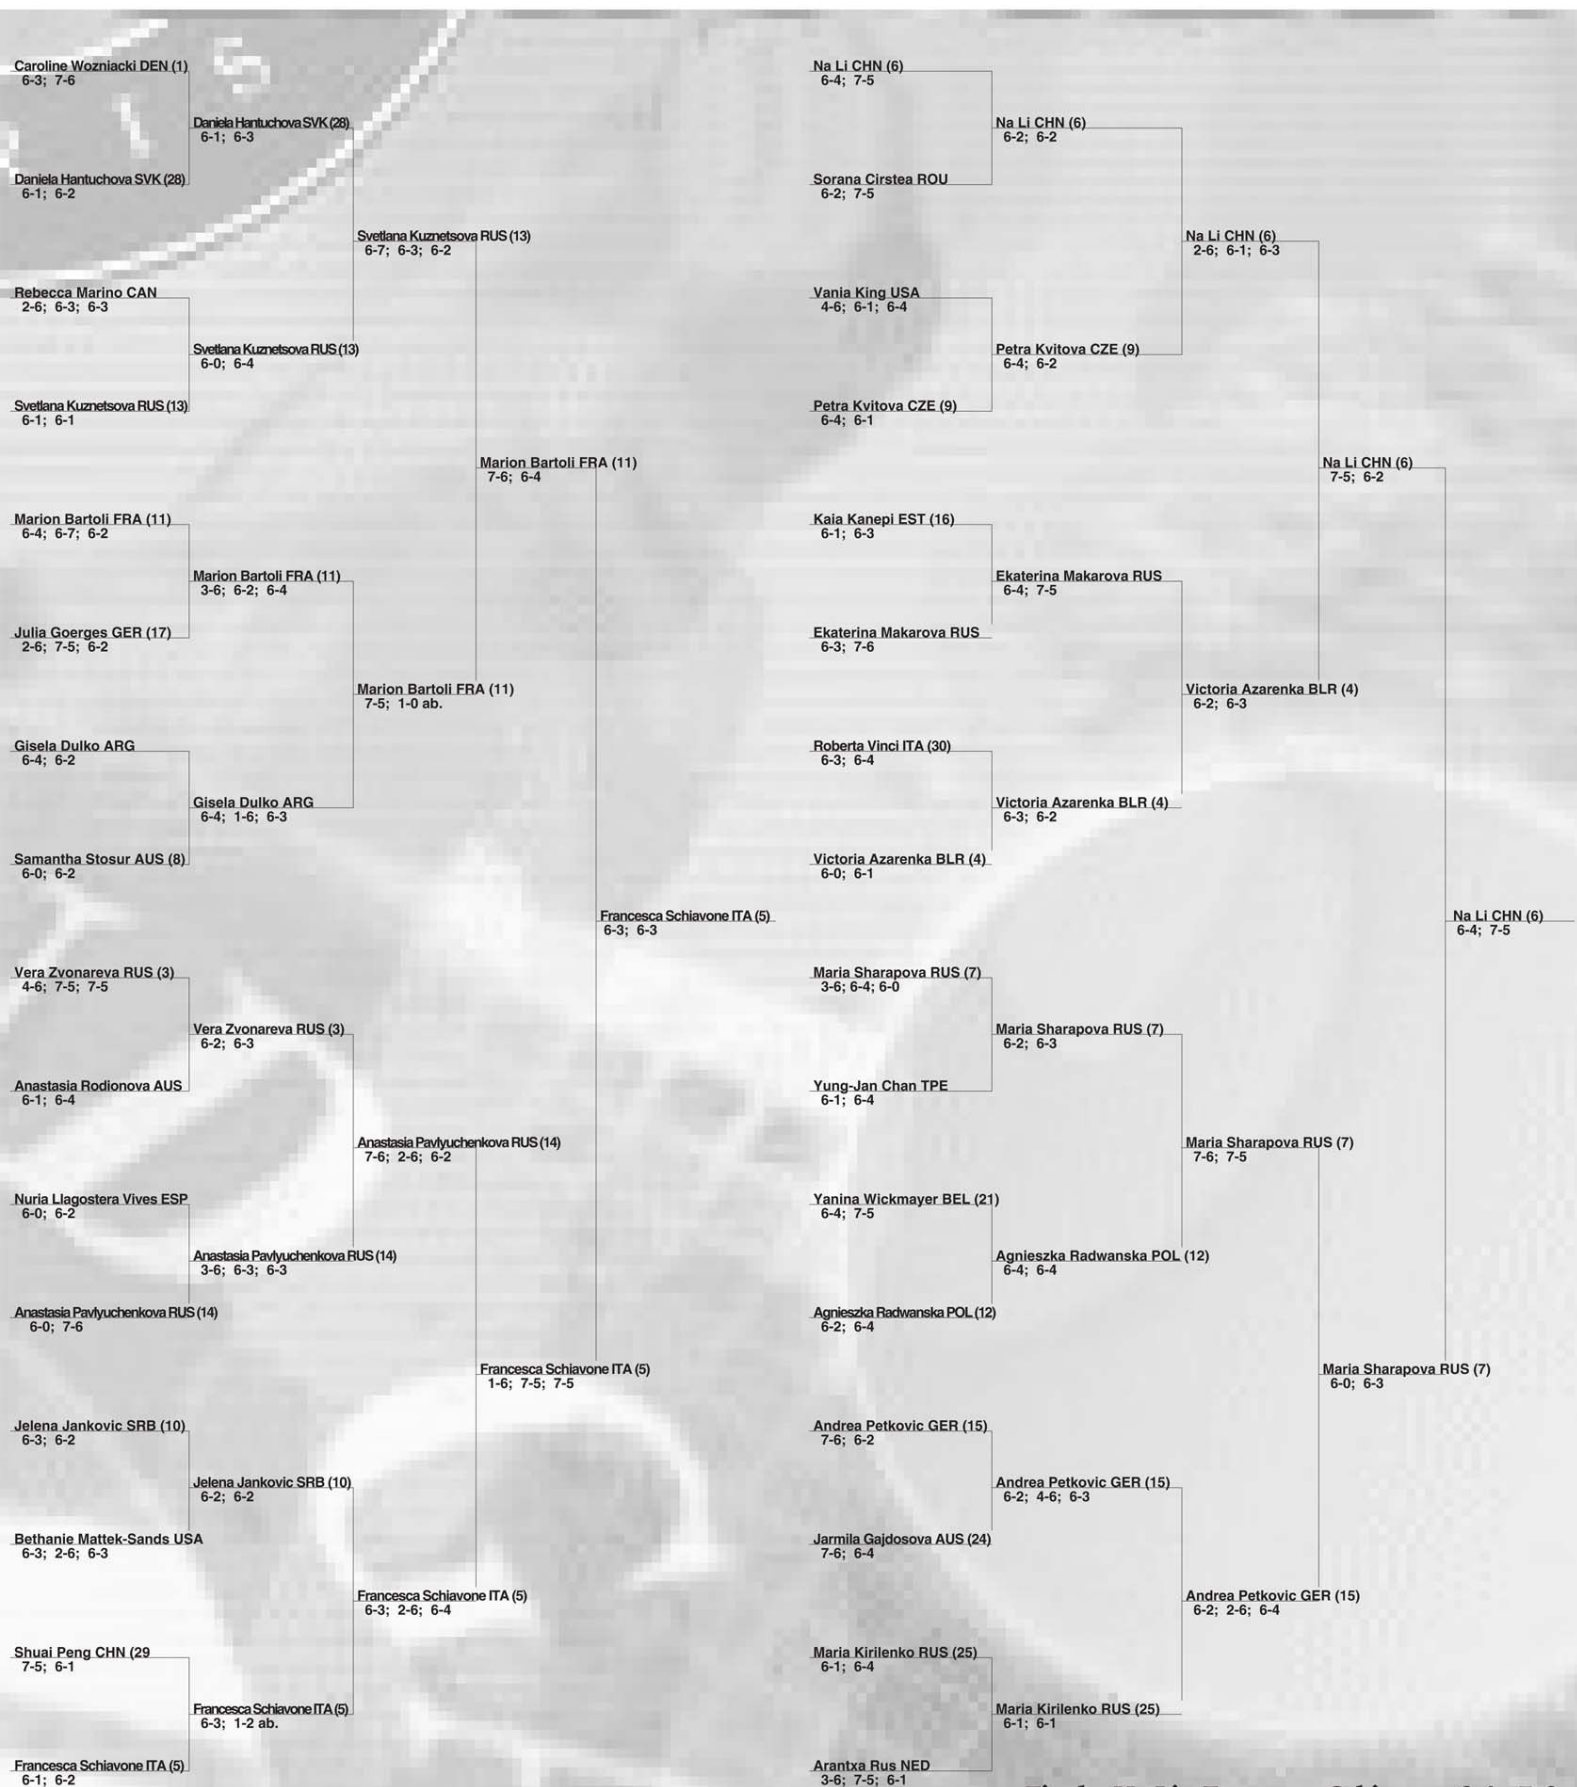 Caroline Wozniacki DEN (1)
6-3; 7-6
Daniela Hantuchova SVK (28)
6-1; 6-3
Daniela Hantuchova SVK (28)
6-1; 6-2
Svetlana Kuznetsova RUS (13)
6-7; 6-3; 6-2
Rebecca Marino CAN
2-6; 6-3; 6-3
Svetlana Kuznetsova RUS (13)
6-0; 6-4
Svetlana Kuznetsova RUS (13)
6-1; 6-1
Marion Bartoli FRA (11)
7-6; 6-4
Marion Bartoli FRA (11)
6-4; 6-7; 6-2
Marion Bartoli FRA (11)
3-6; 6-2; 6-4
Julia Goerges GER (17)
2-6; 7-5; 6-2
Marion Bartoli FRA (11)
7-5; 1-0 ab.
Gisela Dulko ARG
6-4; 6-2
Gisela Dulko ARG
6-4; 1-6; 6-3
Samantha Stosur AUS (8)
6-0; 6-2
Francesca Schiavone ITA (5)
6-3; 6-3
Vera Zvonareva RUS (3)
4-6; 7-5; 7-5
Vera Zvonareva RUS (3)
6-2; 6-3
Anastasia Rodionova AUS
6-1; 6-4
Anastasia Pavlyuchenkova RUS (14)
7-6; 2-6; 6-2
Nuria Llagostera Vives ESP
6-0; 6-2
Anastasia Pavlyuchenkova RUS (14)
3-6; 6-3; 6-3
Anastasia Pavlyuchenkova RUS (14)
6-0; 7-6
Francesca Schiavone ITA (5)
1-6; 7-5; 7-5
Jelena Jankovic SRB (10)
6-3; 6-2
Jelena Jankovic SRB (10)
6-2; 6-2
Bethanie Mattek-Sands USA
6-3; 2-6; 6-3
Francesca Schiavone ITA (5)
6-3; 2-6; 6-4
Shuai Peng CHN (29
7-5; 6-1
Francesca Schiavone ITA (5)
6-3; 1-2 ab.
Francesca Schiavone ITA (5)
6-1; 6-2
Na Li CHN (6)
6-4; 7-5
Na Li CHN (6)
6-2; 6-2
Sorana Cirstea ROU
6-2; 7-5
Na Li CHN (6)
2-6; 6-1; 6-3
Vania King USA
4-6; 6-1; 6-4
Petra Kvitova CZE (9)
6-4; 6-2
Petra Kvitova CZE (9)
6-4; 6-1
Na Li CHN (6)
7-5; 6-2
Kaia Kanepi EST (16)
6-1; 6-3
Ekaterina Makarova RUS
6-4; 7-5
Ekaterina Makarova RUS
6-3; 7-6
Victoria Azarenka BLR (4)
6-2; 6-3
Roberta Vinci ITA (30)
6-3; 6-4
Victoria Azarenka BLR (4)
6-3; 6-2
Victoria Azarenka BLR (4)
6-0; 6-1
Na Li CHN (6)
6-4; 7-5
Maria Sharapova RUS (7)
3-6; 6-4; 6-0
Maria Sharapova RUS (7)
6-2; 6-3
Yung-Jan Chan TPE
6-1; 6-4
Maria Sharapova RUS (7)
7-6; 7-5
Yanina Wickmayer BEL (21)
6-4; 7-5
Agnieszka Radwanska POL (12)
6-4; 6-4
Agnieszka Radwanska POL (12)
6-2; 6-4
Maria Sharapova RUS (7)
6-0; 6-3
Andrea Petkovic GER (15)
7-6; 6-2
Andrea Petkovic GER (15)
6-2; 4-6; 6-3
Jarmila Gajdosova AUS (24)
7-6; 6-4
Andrea Petkovic GER (15)
6-2; 2-6; 6-4
Maria Kirilenko RUS (25)
6-1; 6-4
Maria Kirilenko RUS (25)
6-1; 6-1
Arantxa Rus NED
3-6; 7-5; 6-1